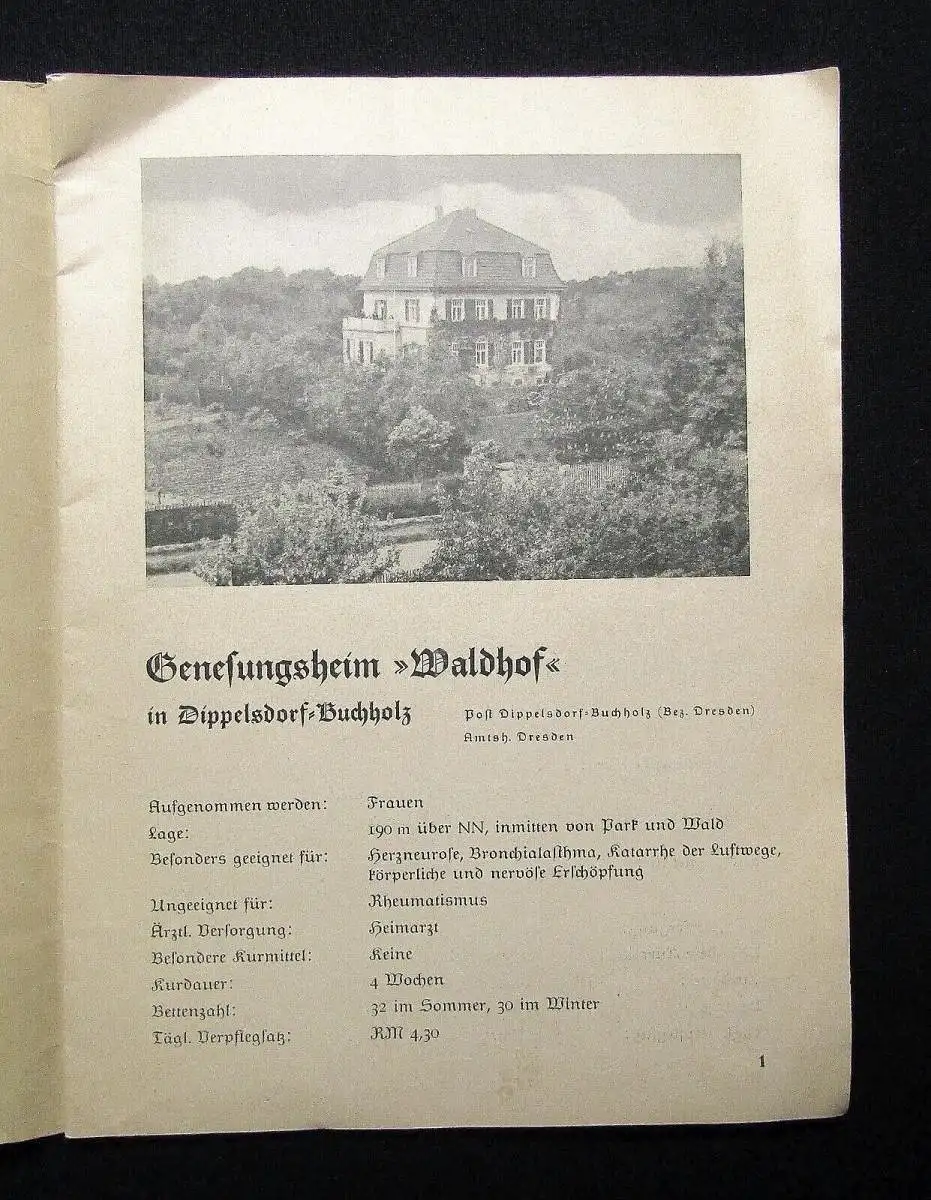 Geneſungsheim »Waldhof«
in Dippelsdorf⸗Buchholz
Poſt Dippelsdorf⸗Buchholz (Bez. Dresden)
Amtsh. Dresden
Aufgenommen werden: Frauen
Lage: 190 m über NN, inmitten von Park und Wald
Beſonders geeignet für: Herzneuroſe, Bronchialaſthma, Katarrhe der Luftwege,
körperliche und nervöſe Erſchöpfung
Ungeeignet für: Rheumatismus
Ärztl. Verſorgung: Heimarzt
Beſondere Kurmittel: Keine
Kurdauer: 4 Wochen
Bettenzahl: 32 im Sommer, 30 im Winter
Tägl. Verpflegſatz: RM 4,30
1